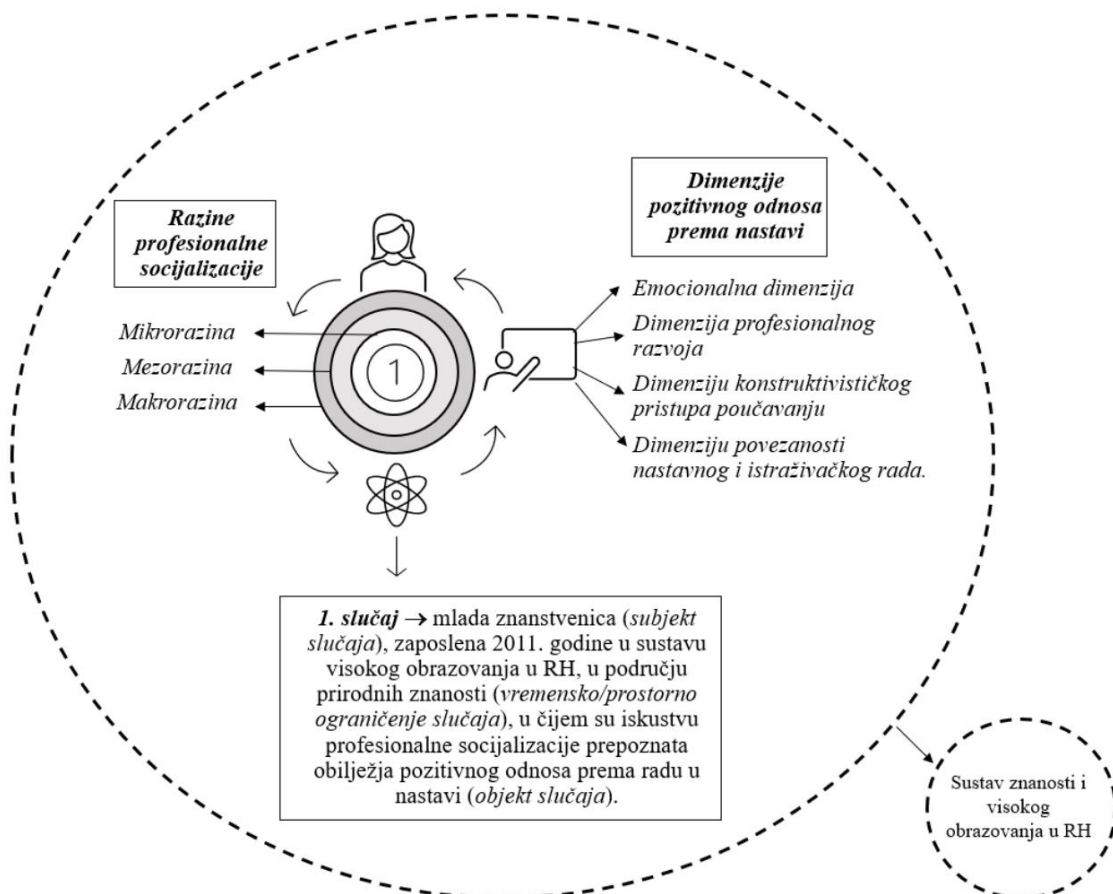 Razine
profesionalne
socijalizacije
Mikrorazina
Mezorazina
Makrorazina
1
Dimenzije
pozitivnog odnosa
prema nastavi
Emocionalna dimenzija
Dimenzija profesionalnog
razvoja
Dimenziju konstruktivističkog
pristupa poučavanju
Dimenziju povezanosti
nastavnog i istraživačkog rada.
1. slučaj → mlada znanstvenica (subjekt
slučaja), zaposlena 2011. godine u sustavu
visokog obrazovanja u RH, u području
prirodnih znanosti (vremensko/prostorno
ograničenje slučaja), u čijem su iskustvu
profesionalne socijalizacije prepoznata
obilježja pozitivnog odnosa prema radu u
nastavi (objekt slučaja).
Sustav znanosti i
visokog
obrazovanja u RH